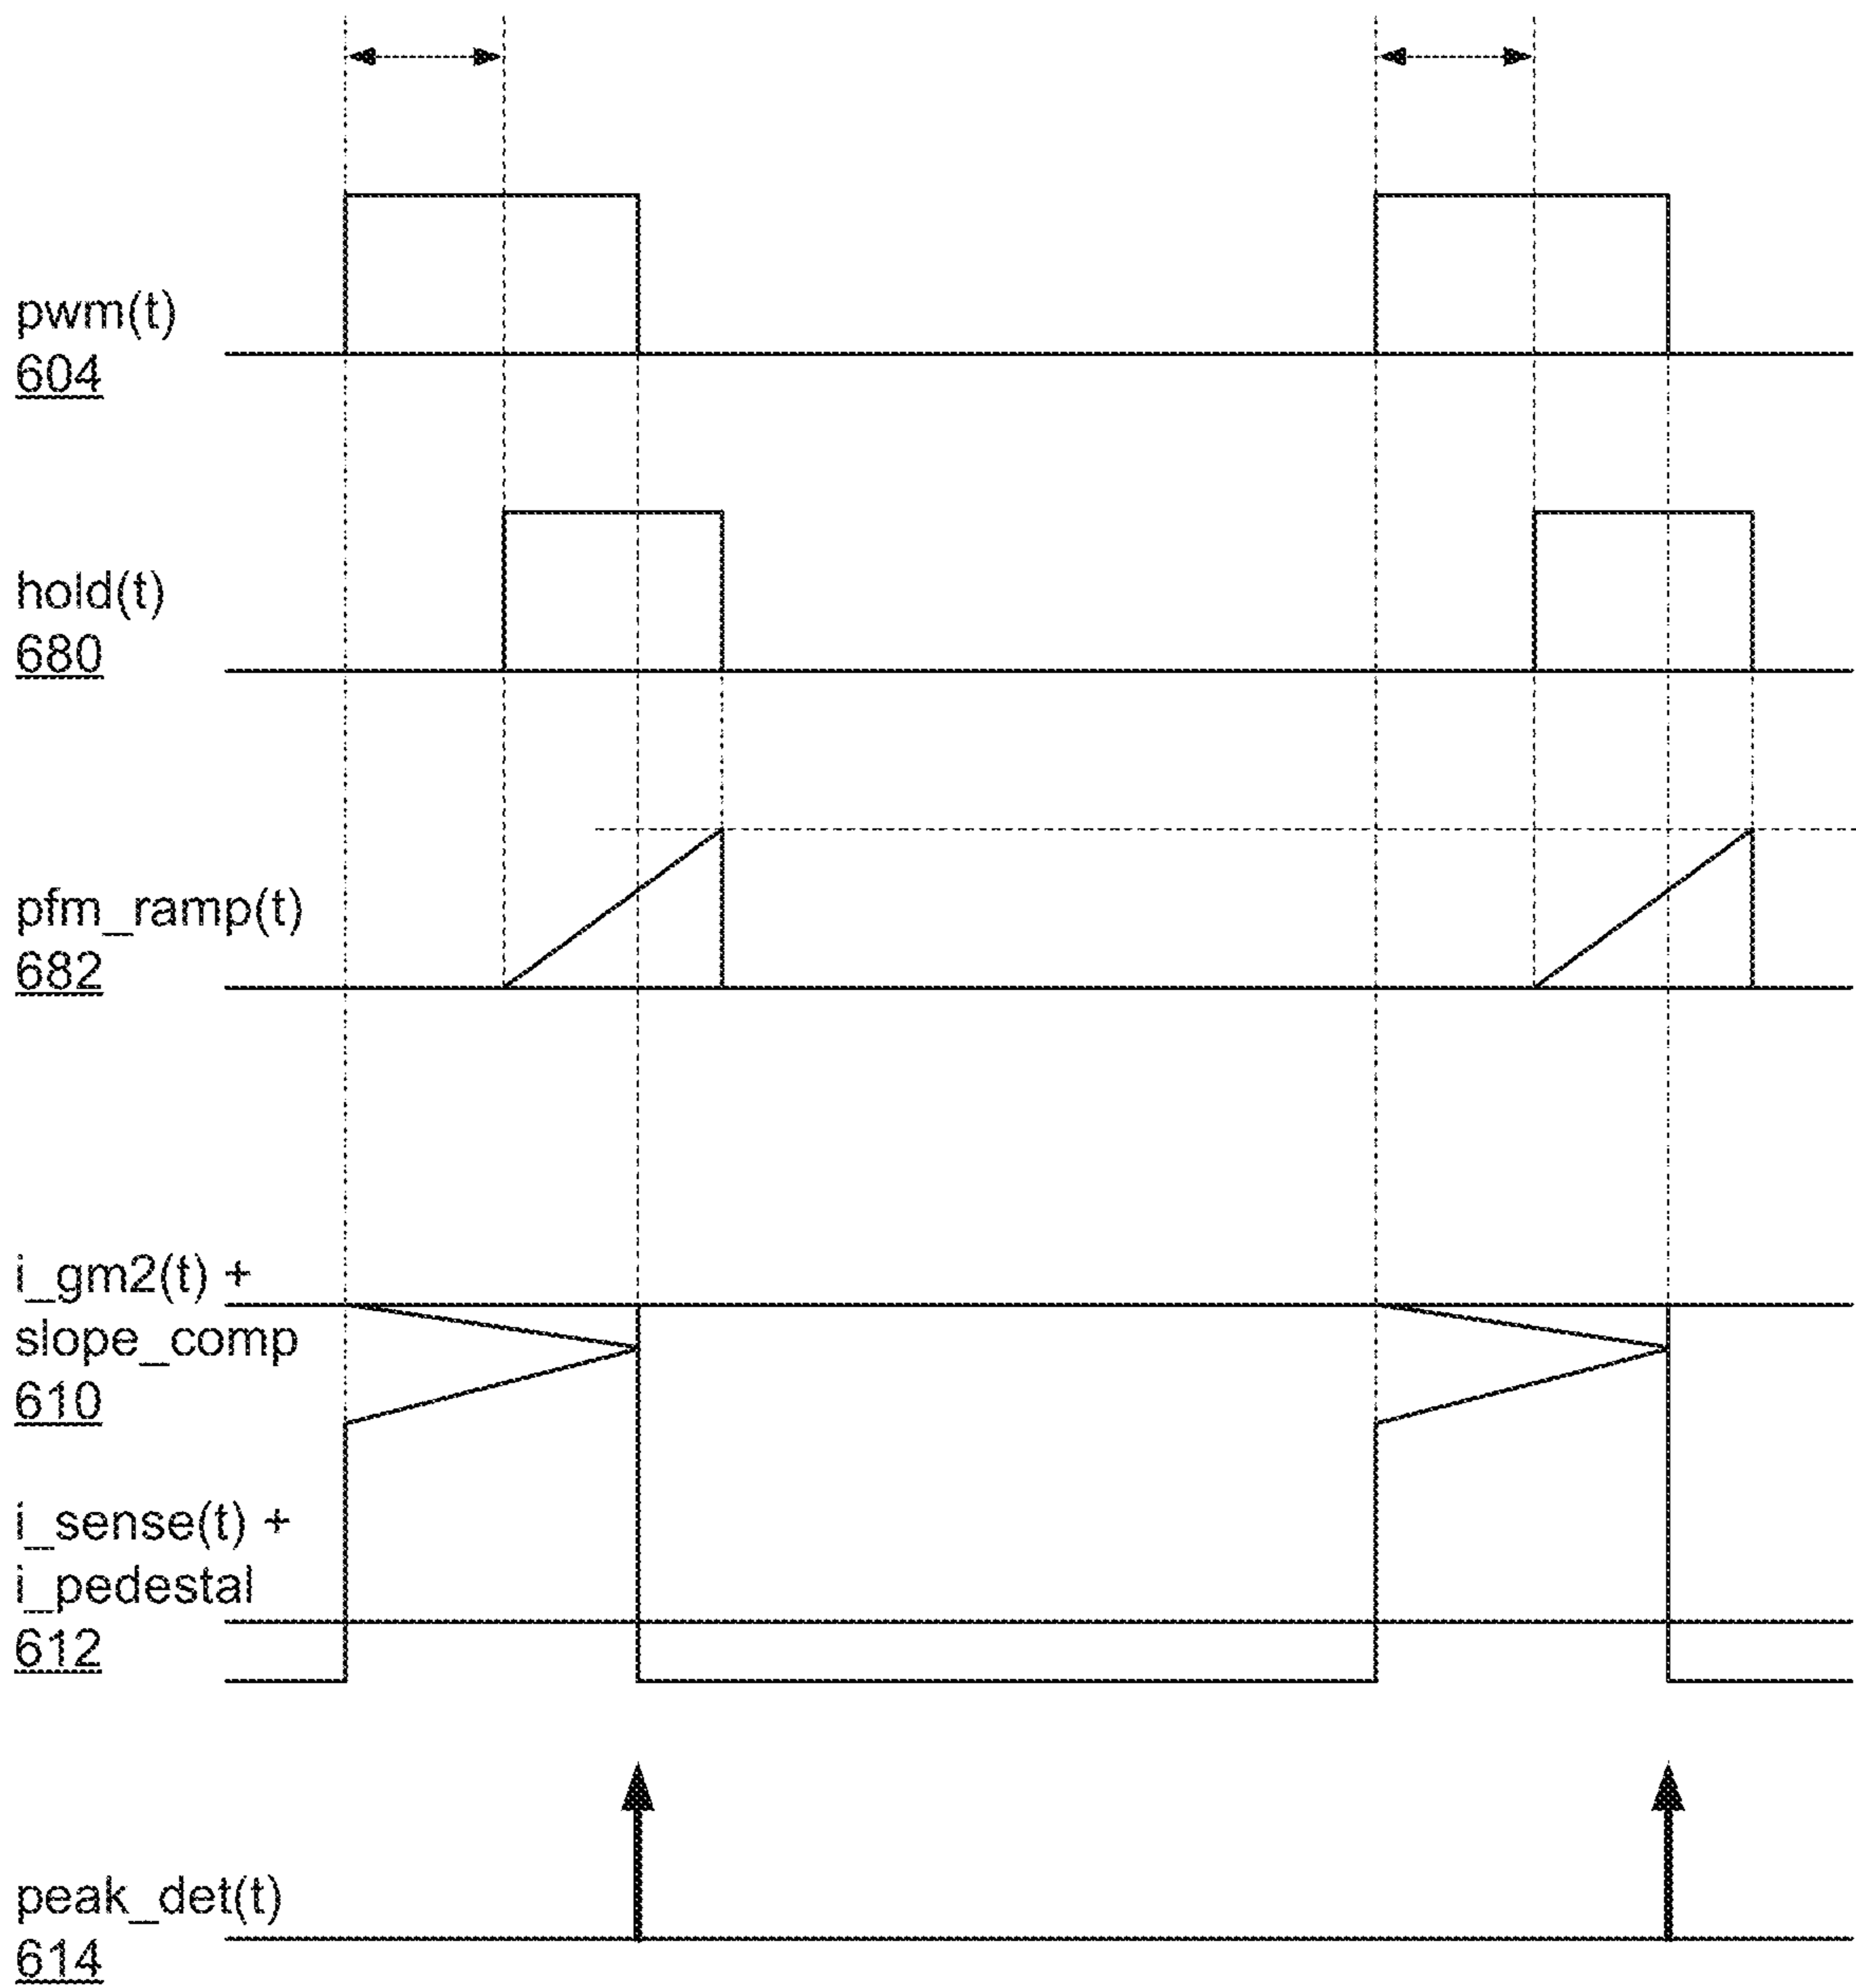 pwm(t)
604
hold(t)
680
pfm_ramp(t)
682
i_gm2(t) +
slope_comp
610
i_sense(t) +
i_pedestal
612
peak_det(t)
614